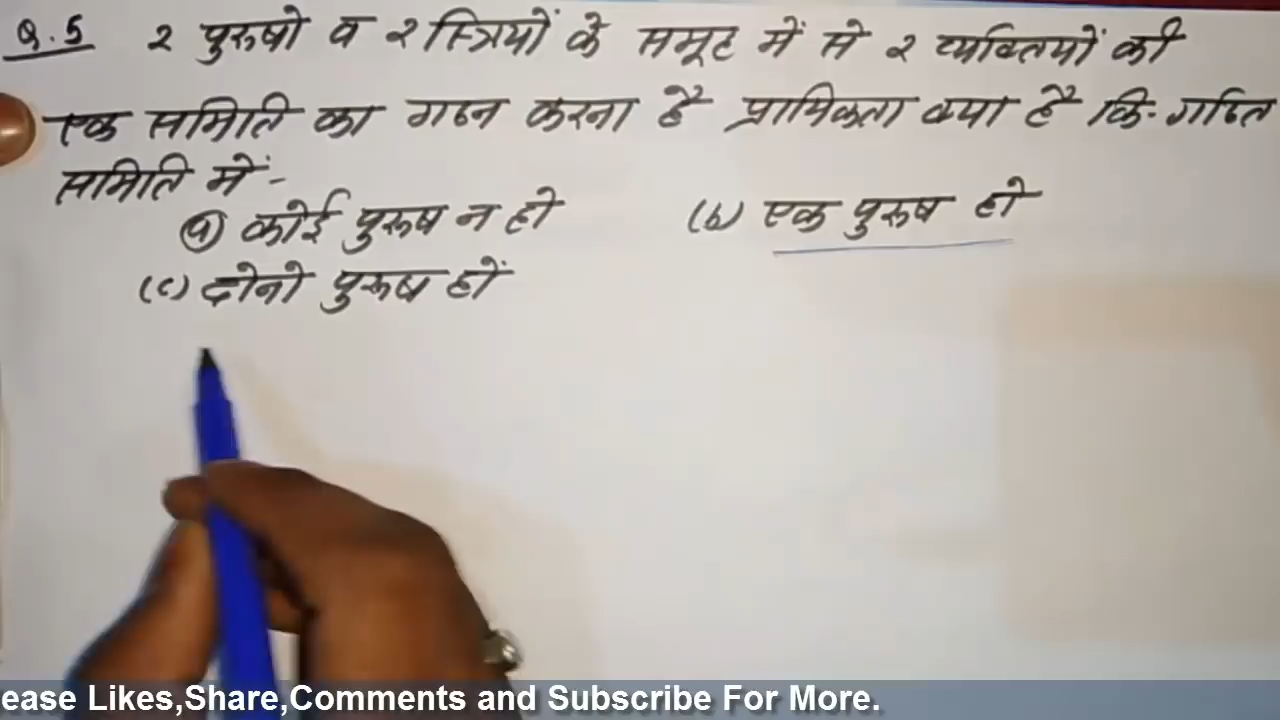 Q.5 2 पुरुषो व 2 स्त्रियों के समूह में से 2 व्यक्तियों की
एक समिति का गठन करना है प्रायिकता क्या है कि- गठित
समिति में-
(a) कोई पुरुष न हो (b) एक पुरुष हो
(c) दोनो पुरुष हों
ease Likes,Share,Comments and Subscribe For More.